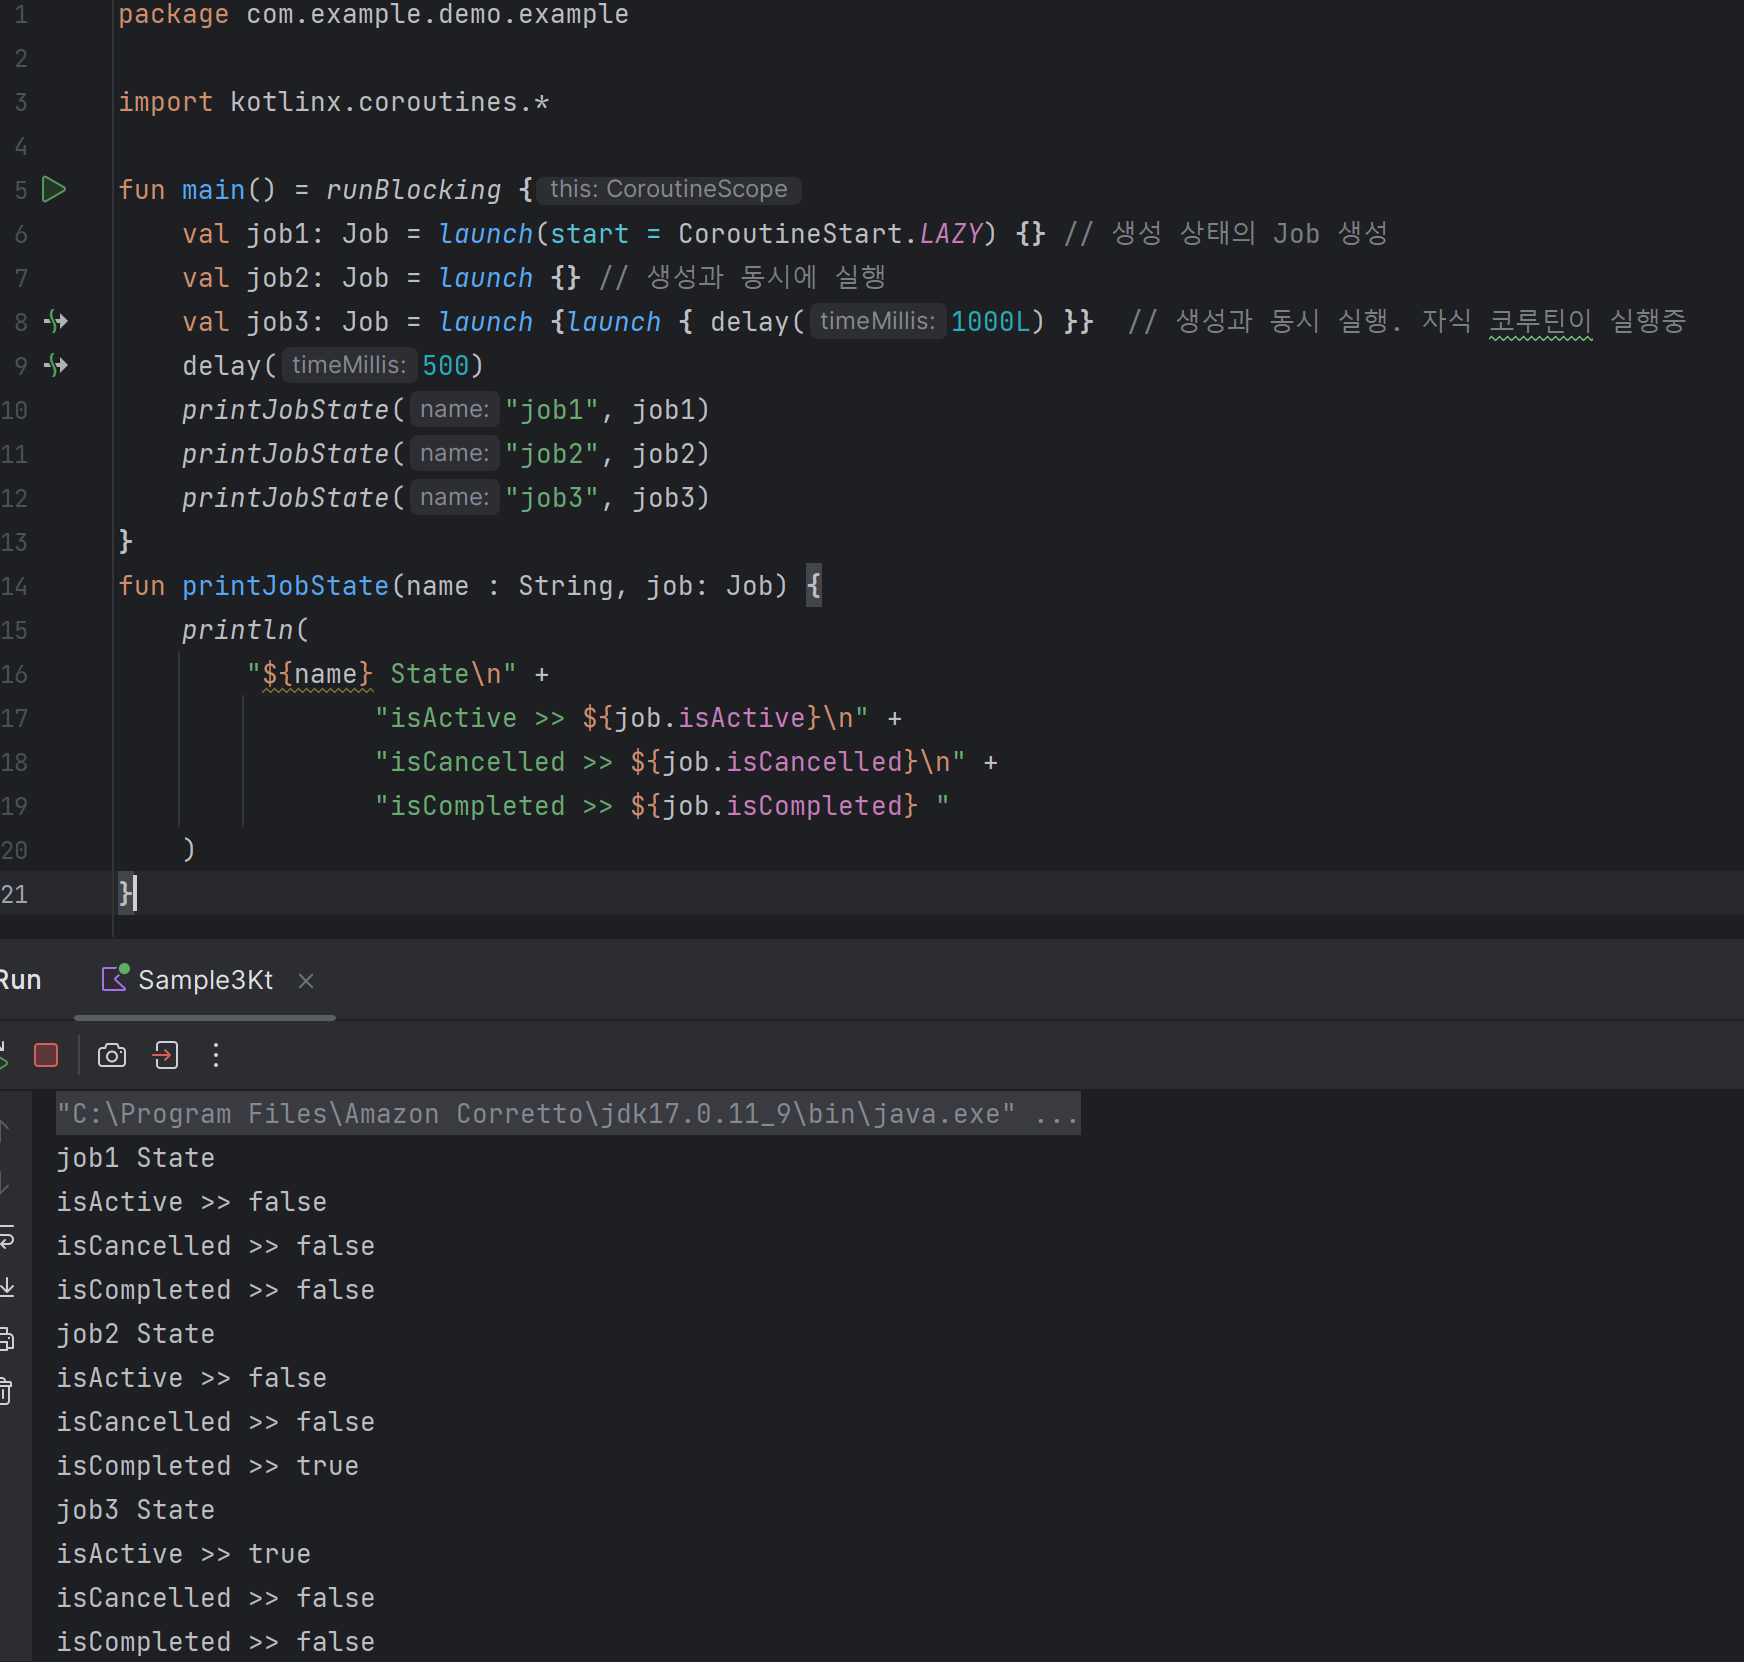 1 package com.example.demo.example
2
3 import kotlinx.coroutines.*
4
5 fun main() = runBlocking { this: CoroutineScope
6 val job1: Job = launch(start = CoroutineStart.LAZY) {} // 생성 상태의 Job 생성
7 val job2: Job = launch {} // 생성과 동시에 실행
8 val job3: Job = launch {launch { delay( timeMillis: 1000L) }} // 생성과 동시 실행. 자식 코루틴이 실행중
9 delay( timeMillis: 500)
10 printJobState( name: "job1", job1)
11 printJobState( name: "job2", job2)
12 printJobState( name: "job3", job3)
13 }
14 fun printJobState(name : String, job: Job) {
15 println(
16 "${name} State\n" +
17 "isActive >> ${job.isActive}\n" +
18 "isCancelled >> ${job.isCancelled}\n" +
19 "isCompleted >> ${job.isCompleted} "
20 )
21 }
Run Sample3Kt
"C:\Program Files\Amazon Corretto\jdk17.0.11_9\bin\java.exe" ...
job1 State
isActive >> false
isCancelled >> false
isCompleted >> false
job2 State
isActive >> false
isCancelled >> false
isCompleted >> true
job3 State
isActive >> true
isCancelled >> false
isCompleted >> false